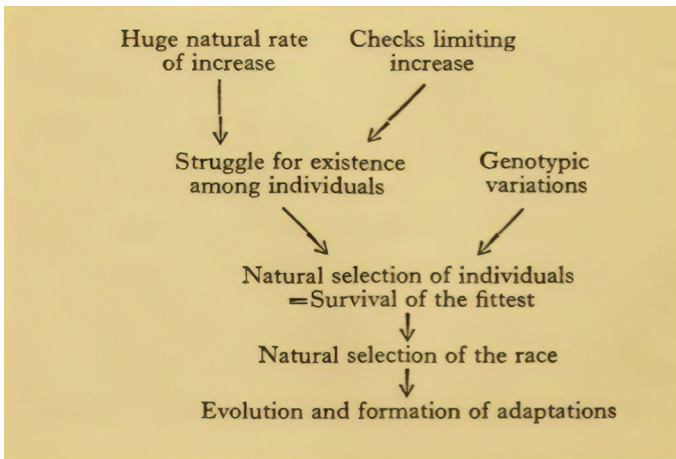 Huge natural rate
of increase
Checks limiting
increase
Struggle for existence
among individuals
Genotypic
variations
Natural selection of individuals
=Survival of the fittest
Natural selection of the race
Evolution and formation of adaptations